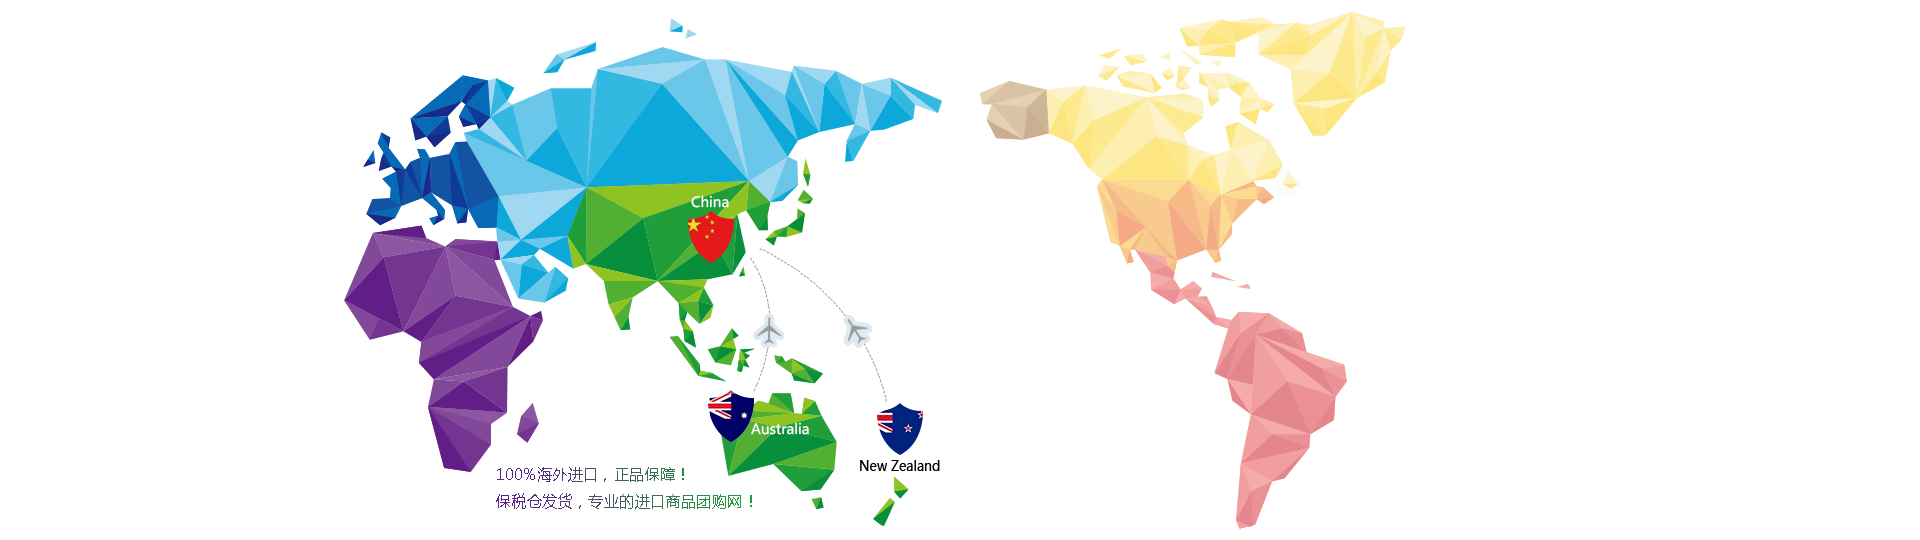 China
Australia
New Zealand
100%海外进口，正品保障！
保税仓发货，专业的进口商品团购网！